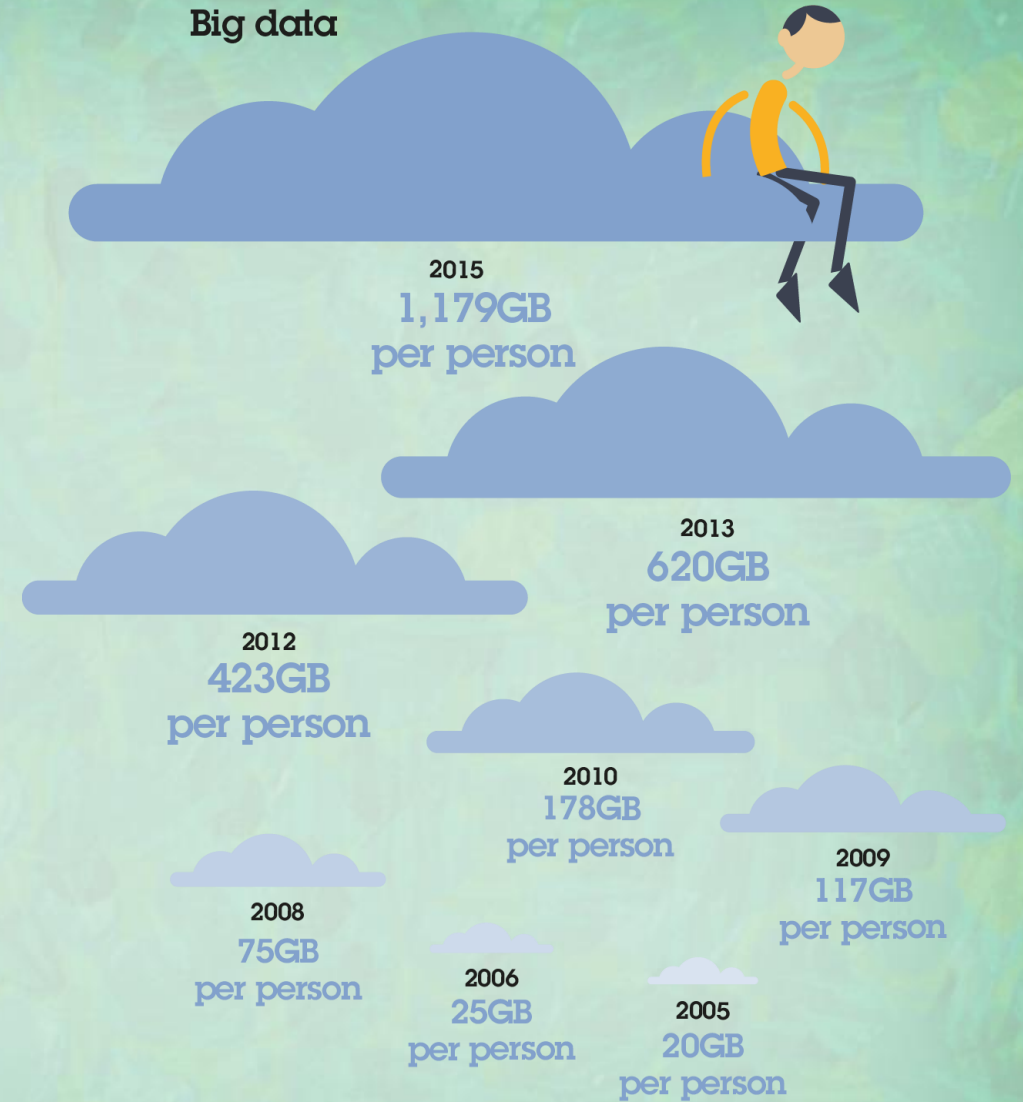 Big data
2015
1,179GB
per person
2013
620GB
per person
2012
423GB
per person
2010
178GB
per person
2009
117GB
per person
2008
75GB
per person
2006
25GB
per person
2005
20GB
per person